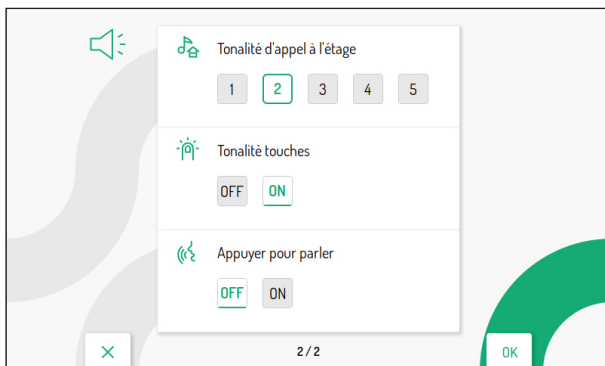 Tonalité d'appel à l'étage
1 2 3 4 5
Tonalitè touches
OFF ON
Appuyer pour parler
OFF ON
2 / 2
OK